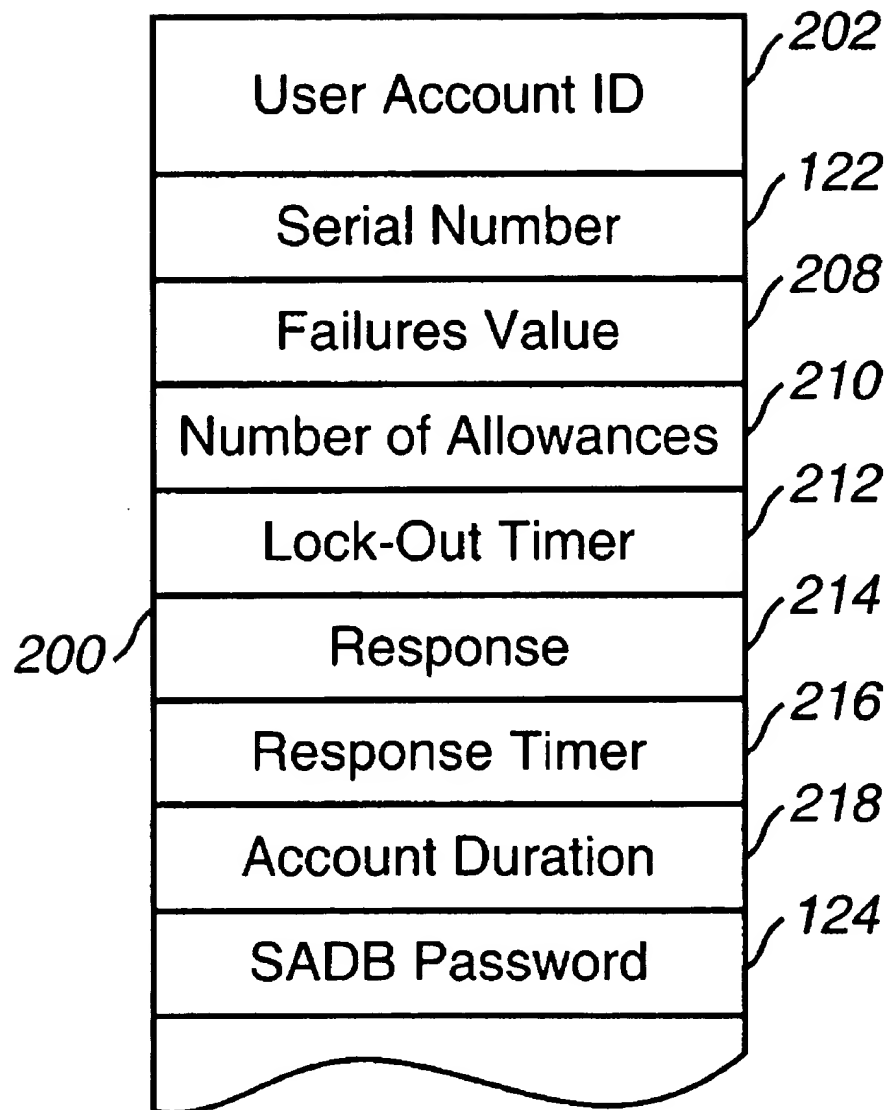 202
User Account ID
122
Serial Number
208
Failures Value
210
Number of Allowances
212
Lock-Out Timer
214
200
Response
216
Response Timer
218
Account Duration
124
SADB Password